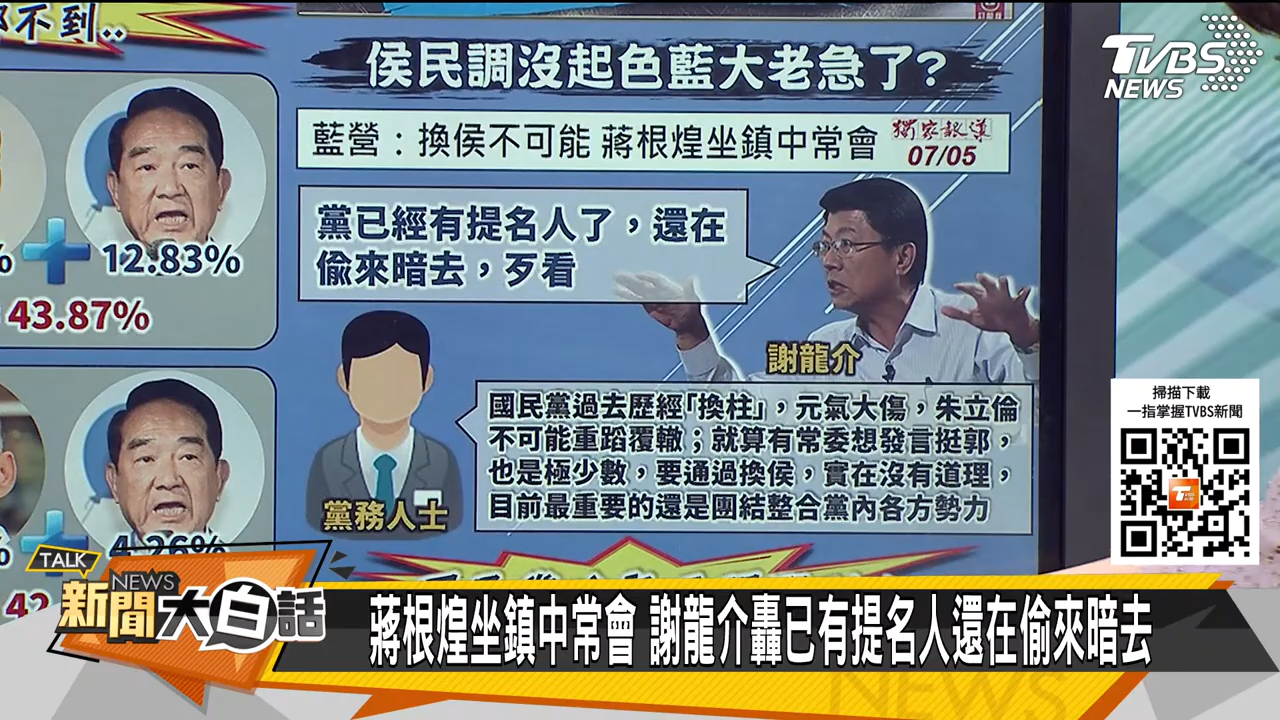 不到..
侯民調沒起色藍大老急了?
TVBS
NEWS
藍營：換侯不可能 蔣根煌坐鎮中常會
獨家報導
07/05
黨已經有提名人了，還在
偷來暗去，歹看
謝龍介
12.83%
43.87%
國民黨過去歷經「換柱」，元氣大傷，朱立倫
不可能重蹈覆轍；就算有常委想發言挺郭，
也是極少數，要通過換侯，實在沒有道理，
目前最重要的還是團結整合黨內各方勢力
黨務人士
4.26%
42
掃描下載
一指掌握TVBS新聞
TALK
NEWS
新聞大白話
蔣根煌坐鎮中常會 謝龍介轟已有提名人還在偷來暗去
NEWS